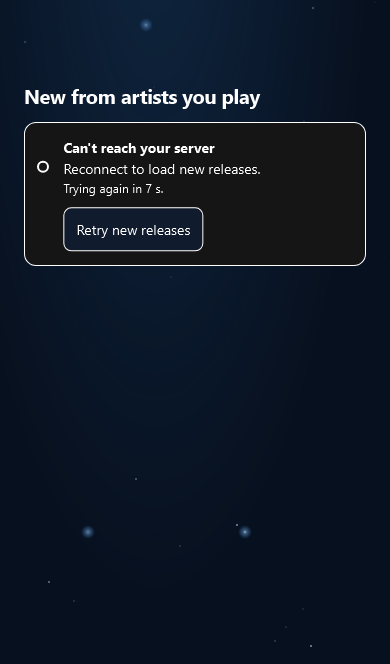 New from artists you play
Can't reach your server
Reconnect to load new releases.
Trying again in 7 s.
Retry new releases